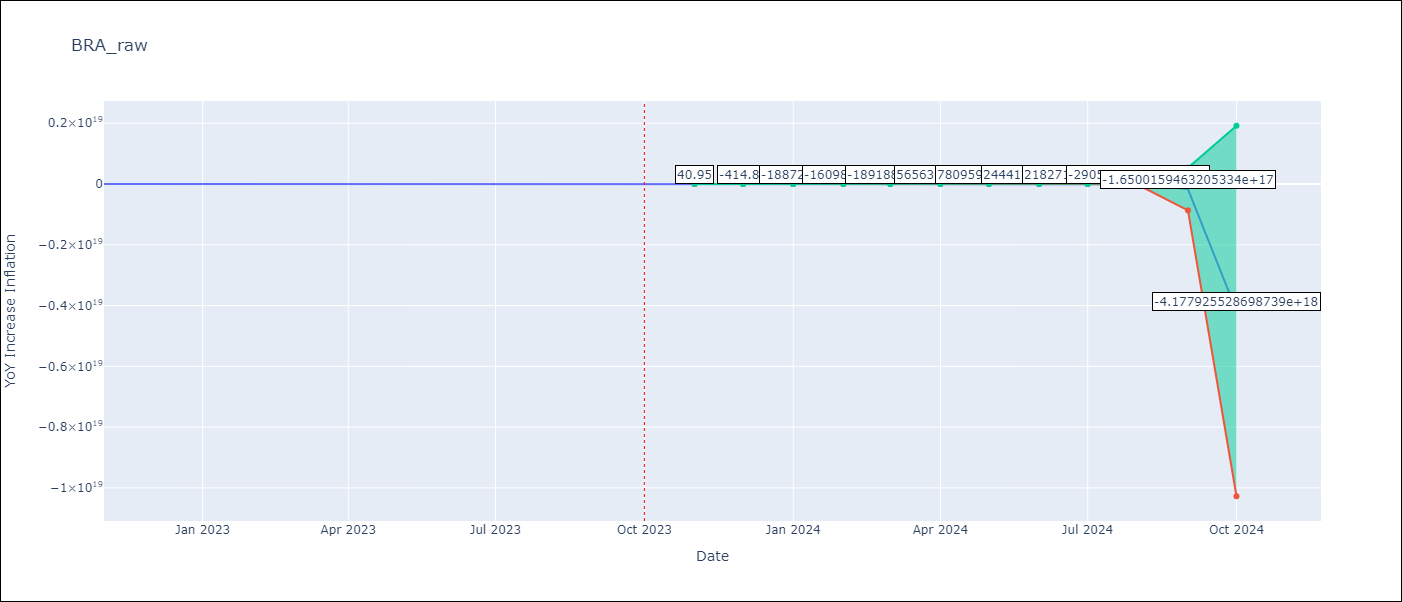 BRA_raw
YoY Increase Inflation
0.2×10¹⁹
0
−0.2×10¹⁹
−0.4×10¹⁹
−0.6×10¹⁹
−0.8×10¹⁹
−1×10¹⁹
40.95
-414.8
-18872
-16098
-189188
56563
780959
24441
218271
-2905
-1.6500159463205334e+17
-4.177925528698739e+18
Jan 2023
Apr 2023
Jul 2023
Oct 2023
Jan 2024
Apr 2024
Jul 2024
Oct 2024
Date